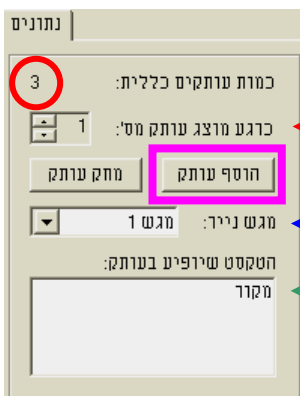 נתונים
כמות עותקים כללית: 3
כרגע מוצג עותק מס': 1
הוסף עותק מחק עותק
מגש נייר: מגש 1
הטקסט שיופיע בעותק:
מקור